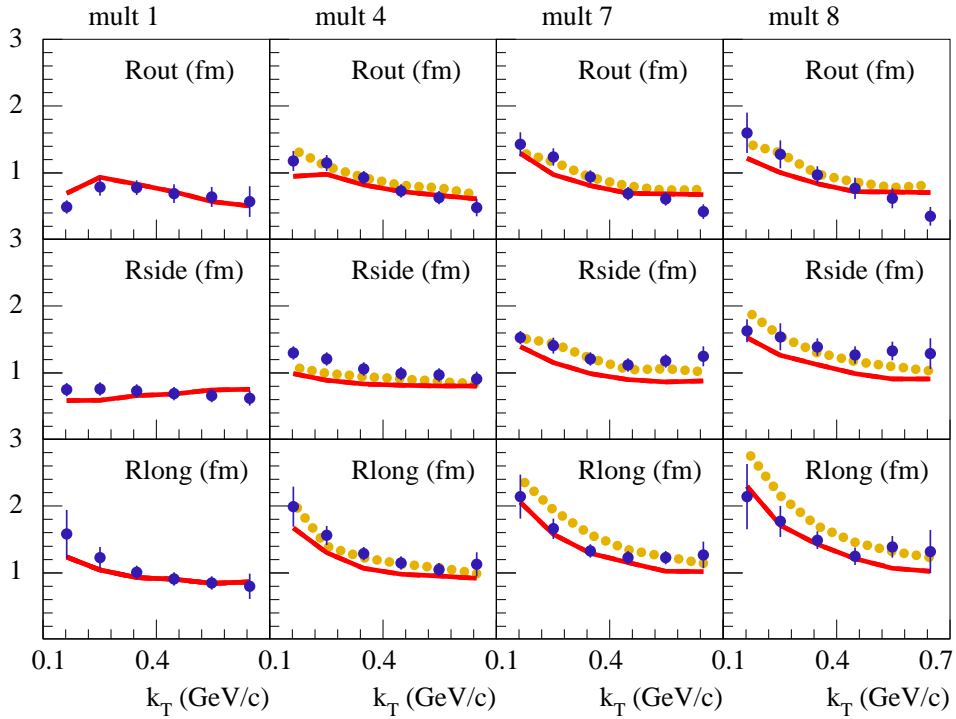 mult 1 mult 4 mult 7 mult 8
3 Rout (fm) Rout (fm) Rout (fm) Rout (fm)
2
1
3 Rside (fm) Rside (fm) Rside (fm) Rside (fm)
2
1
3 Rlong (fm) Rlong (fm) Rlong (fm) Rlong (fm)
2
1
0.1 0.4 0.1 0.4 0.1 0.4 0.1 0.4 0.7
k_T (GeV/c) k_T (GeV/c) k_T (GeV/c) k_T (GeV/c)